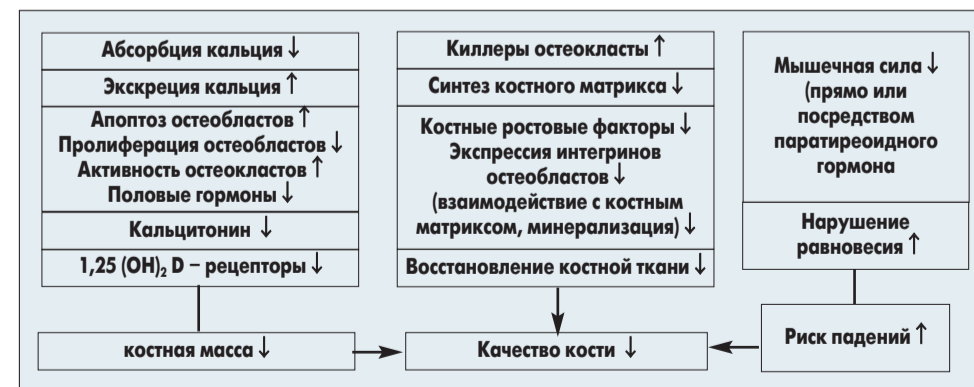 Абсорбция кальция ↓
Экскреция кальция ↑
Апоптоз остеобластов ↑
Пролиферация остеобластов ↓
Активность остеокластов ↑
Половые гормоны ↓
Кальцитонин ↓
1,25 (OH)₂ D – рецепторы ↓
костная масса ↓
Киллеры остеокласты ↑
Синтез костного матрикса ↓
Костные ростовые факторы ↓
Экспрессия интегринов
остеобластов ↓
(взаимодействие с костным
матриксом, минерализация) ↓
Восстановление костной ткани ↓
Качество кости ↓
Мышечная сила ↓
(прямо или
посредством
паратиреоидного
гормона
Нарушение
равновесия ↑
Риск падений ↑